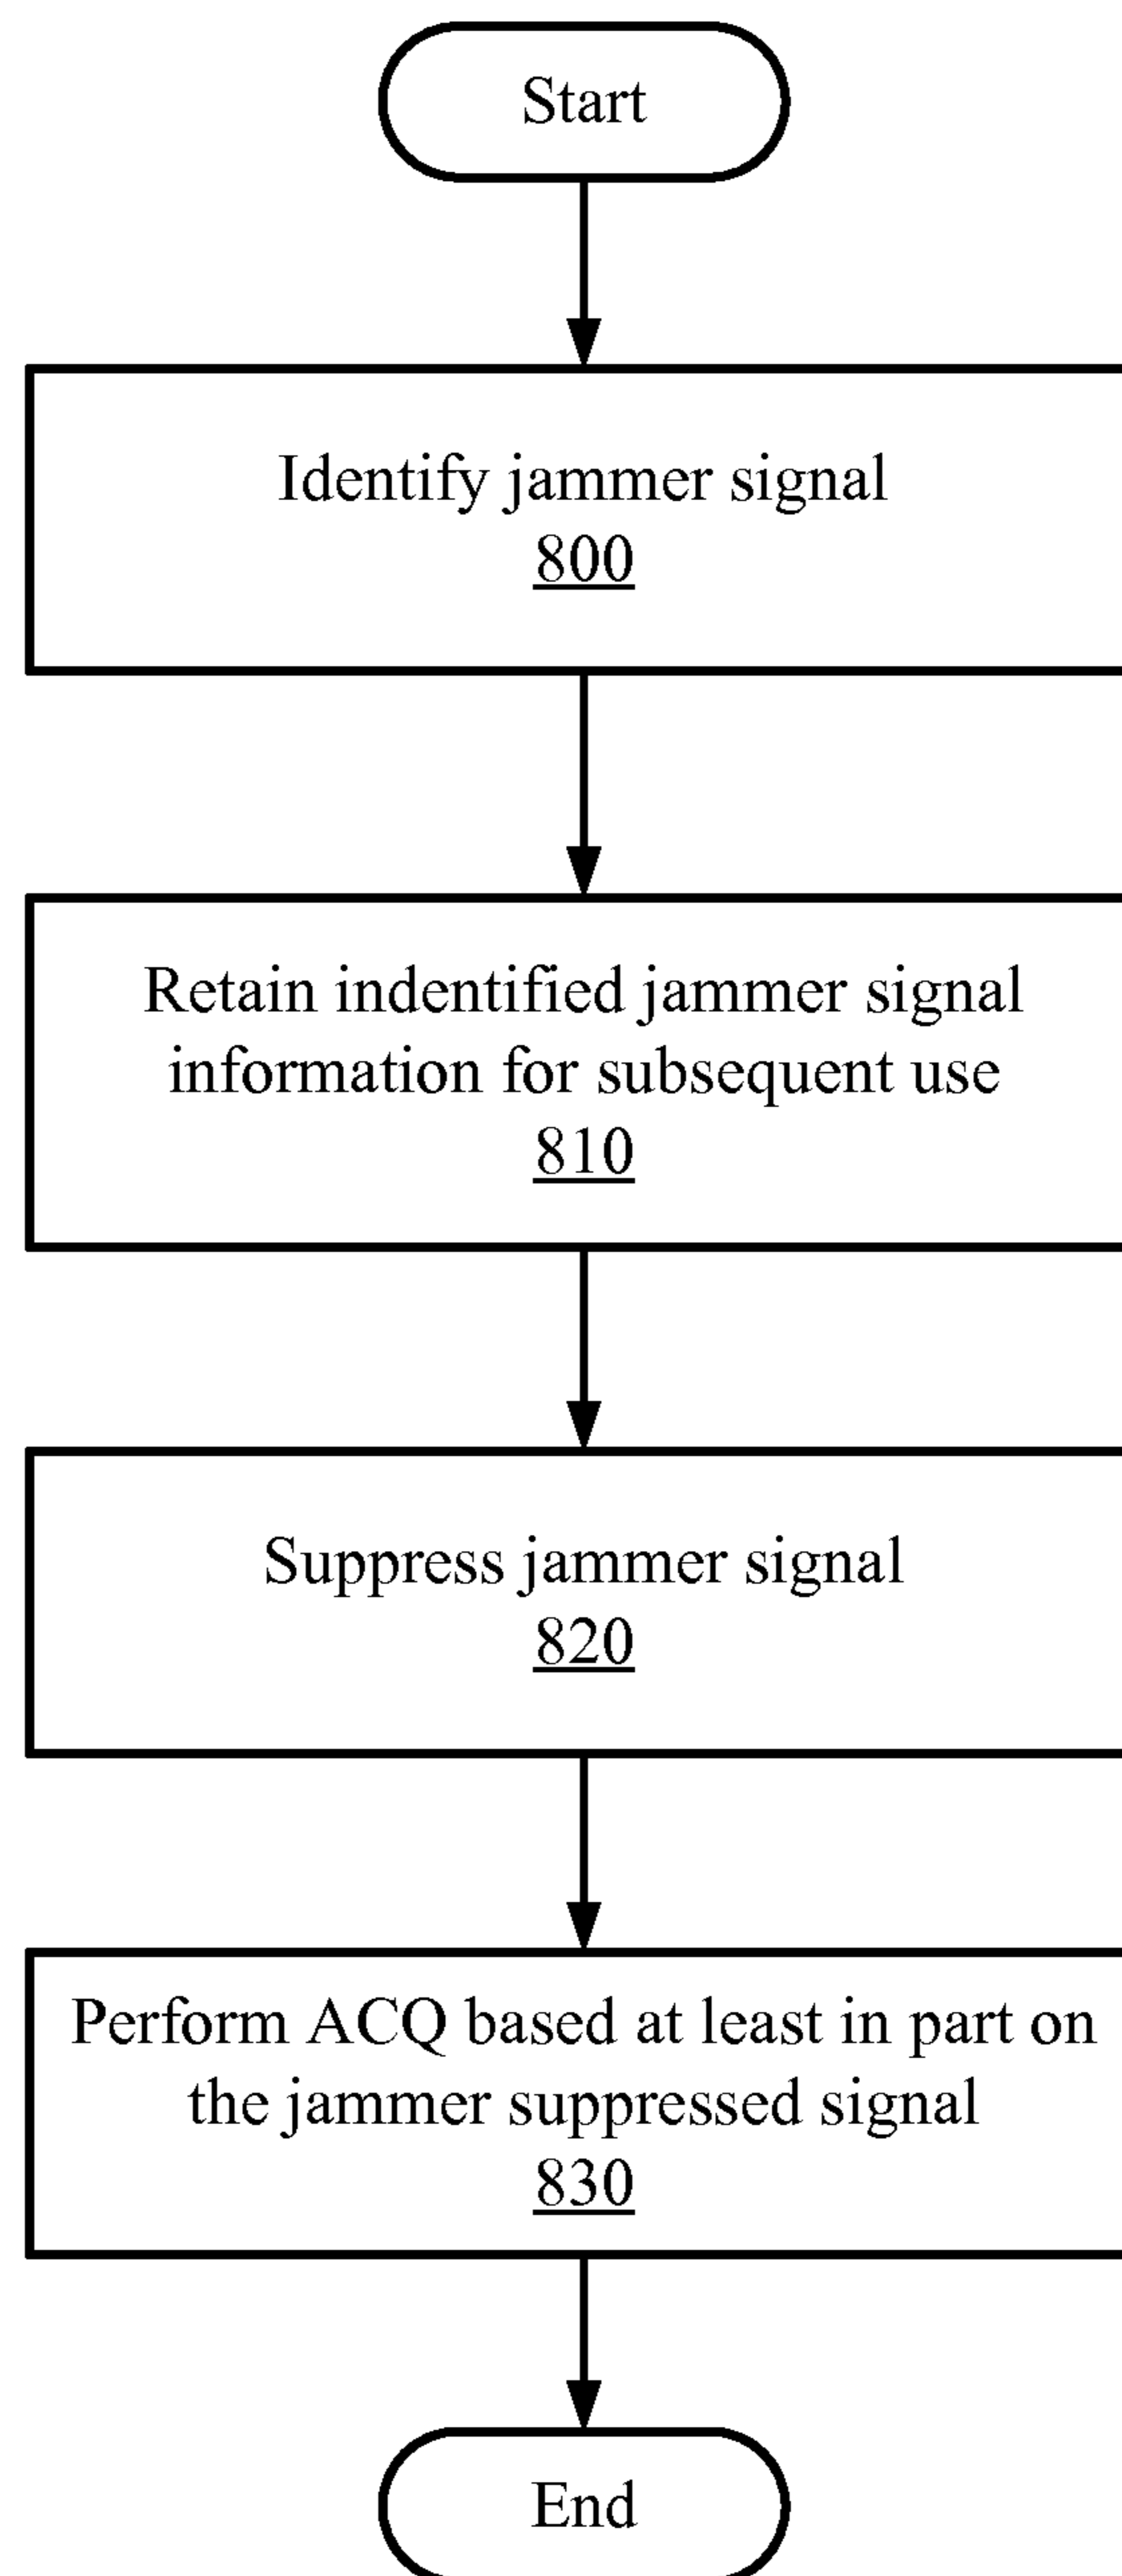 Start
Identify jammer signal
800
Retain indentified jammer signal
information for subsequent use
810
Suppress jammer signal
820
Perform ACQ based at least in part on
the jammer suppressed signal
830
End